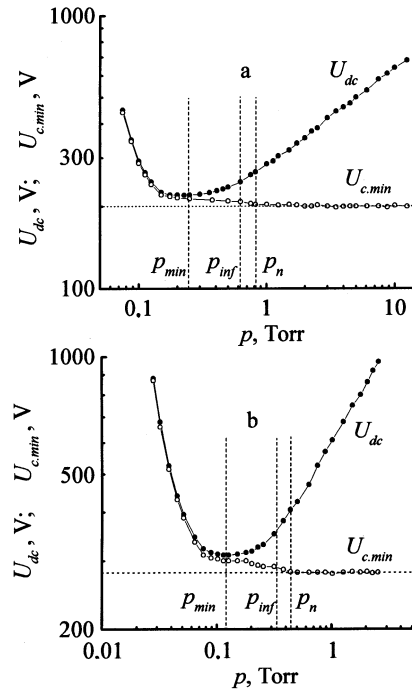 1000
a
U_dc
300
U_c.min
U_dc, V; U_c.min, V
p_min p_inf p_n
100
0.1 1 10
p, Torr
1000
b
U_dc
500
U_c.min
U_dc, V; U_c.min, V
p_min p_inf p_n
200
0.01 0.1 1
p, Torr